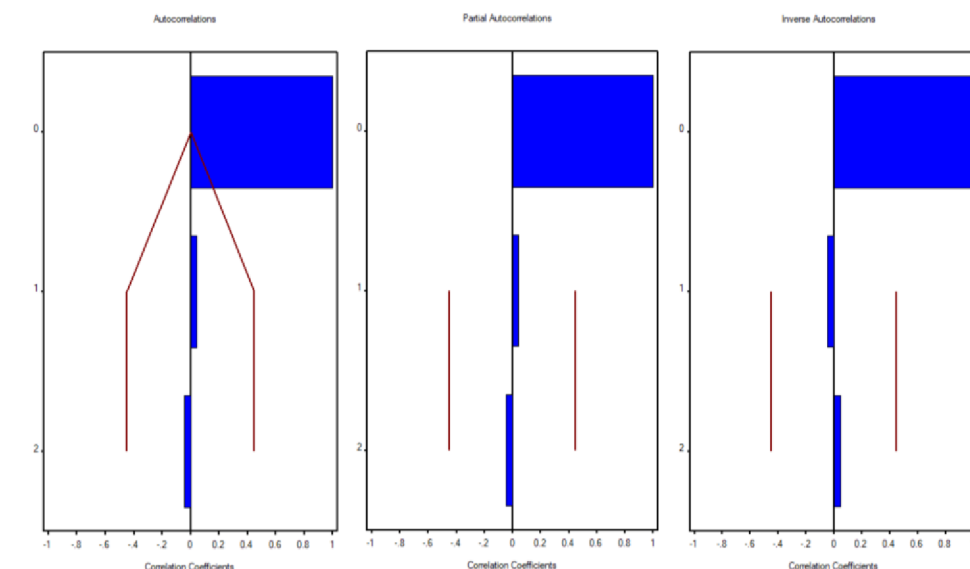 Autocorrelations
Partial Autocorrelations
Inverse Autocorrelations
0
1
2
-1 -.8 -.6 -.4 -.2 0 0.2 0.4 0.6 0.8 1
Correlation Coefficients
0
1
2
-1 -.8 -.6 -.4 -.2 0 0.2 0.4 0.6 0.8 1
Correlation Coefficients
0
1
2
-1 -.8 -.6 -.4 -.2 0 0.2 0.4 0.6 0.8
Correlation Coefficients